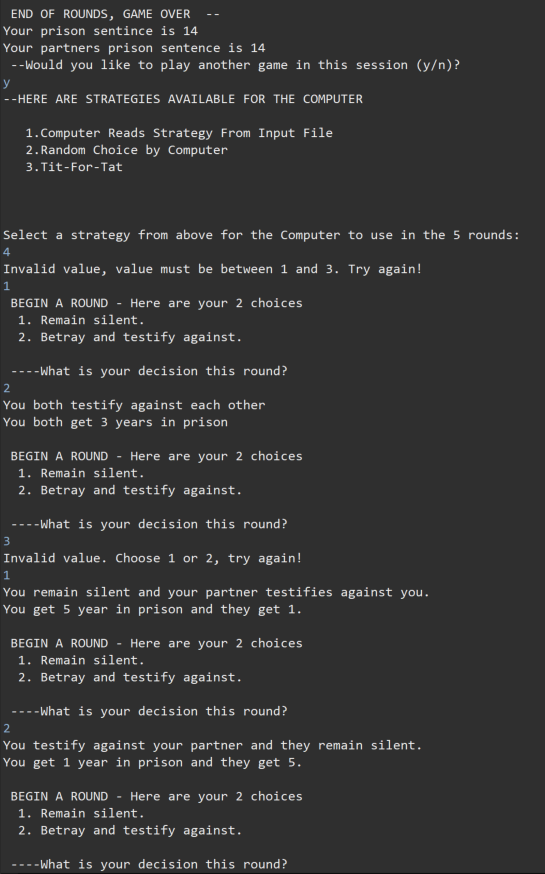 END OF ROUNDS, GAME OVER --
Your prison sentince is 14
Your partners prison sentence is 14
--Would you like to play another game in this session (y/n)?
y
--HERE ARE STRATEGIES AVAILABLE FOR THE COMPUTER
1.Computer Reads Strategy From Input File
2.Random Choice by Computer
3.Tit-For-Tat
Select a strategy from above for the Computer to use in the 5 rounds:
4
Invalid value, value must be between 1 and 3. Try again!
1
BEGIN A ROUND - Here are your 2 choices
1. Remain silent.
2. Betray and testify against.
----What is your decision this round?
2
You both testify against each other
You both get 3 years in prison
BEGIN A ROUND - Here are your 2 choices
1. Remain silent.
2. Betray and testify against.
----What is your decision this round?
3
Invalid value. Choose 1 or 2, try again!
1
You remain silent and your partner testifies against you.
You get 5 year in prison and they get 1.
BEGIN A ROUND - Here are your 2 choices
1. Remain silent.
2. Betray and testify against.
----What is your decision this round?
2
You testify against your partner and they remain silent.
You get 1 year in prison and they get 5.
BEGIN A ROUND - Here are your 2 choices
1. Remain silent.
2. Betray and testify against.
----What is your decision this round?